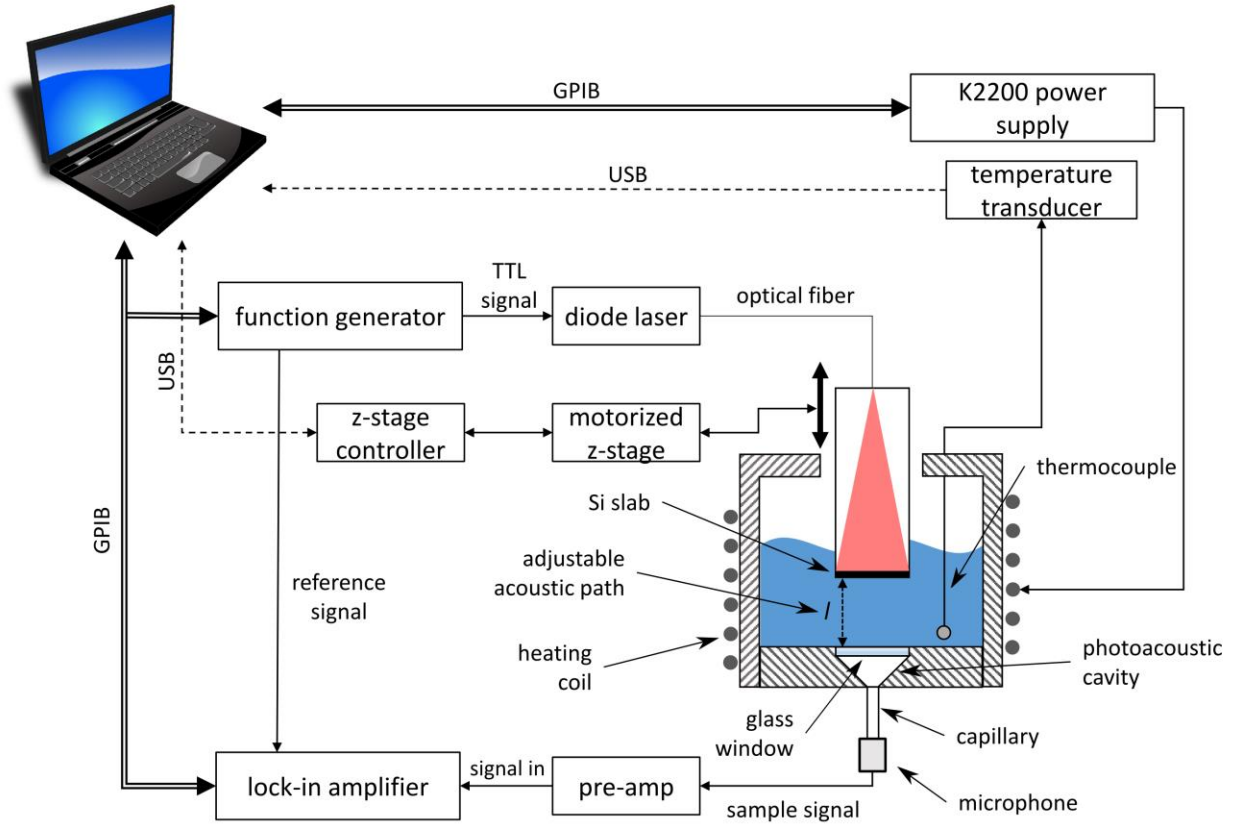 GPIB
K2200 power
supply
USB
temperature
transducer
TTL
signal
optical fiber
function generator
diode laser
USB
z-stage
controller
motorized
z-stage
thermocouple
Si slab
GPIB
adjustable
acoustic path
l
reference
signal
heating
coil
photoacoustic
cavity
glass
window
capillary
lock-in amplifier
signal in
pre-amp
sample signal
microphone